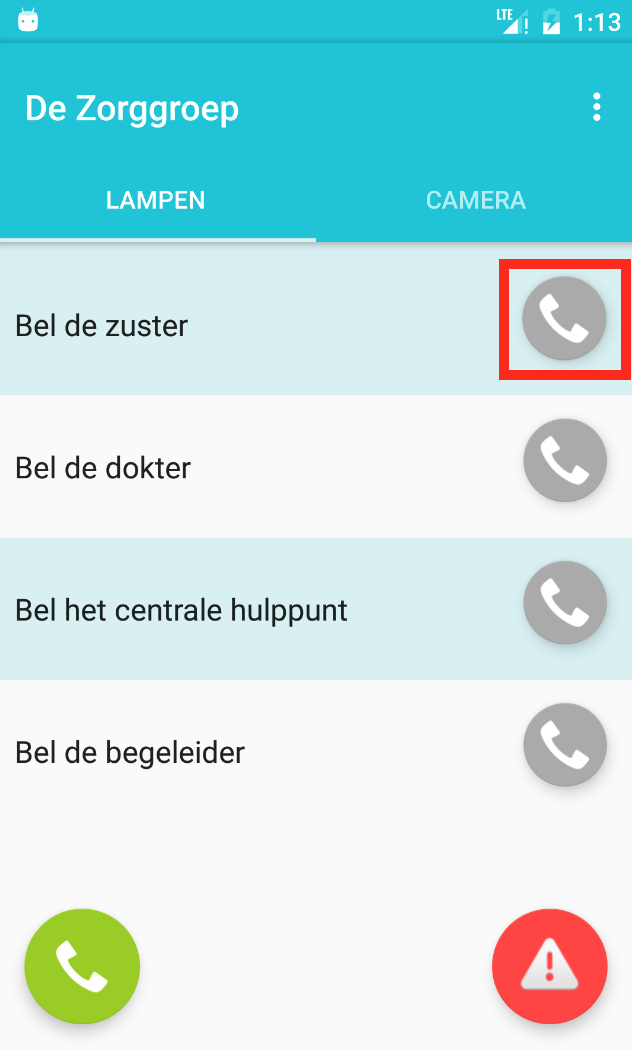 LTE 1:13
De Zorggroep
LAMPEN CAMERA
Bel de zuster
Bel de dokter
Bel het centrale hulppunt
Bel de begeleider